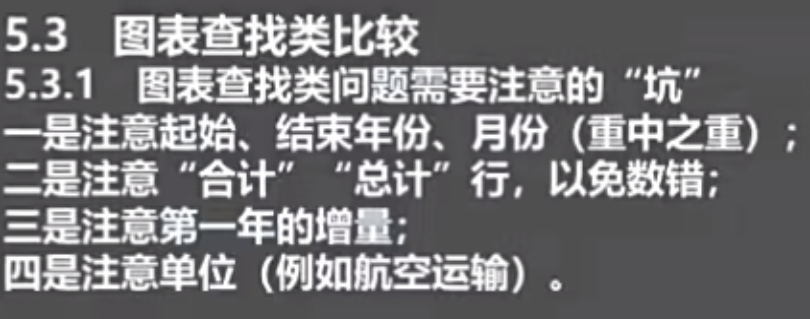 5.3 图表查找类比较
5.3.1 图表查找类问题需要注意的“坑”
一是注意起始、结束年份、月份（重中之重）;
二是注意“合计”“总计”行，以免数错;
三是注意第一年的增量;
四是注意单位（例如航空运输）。